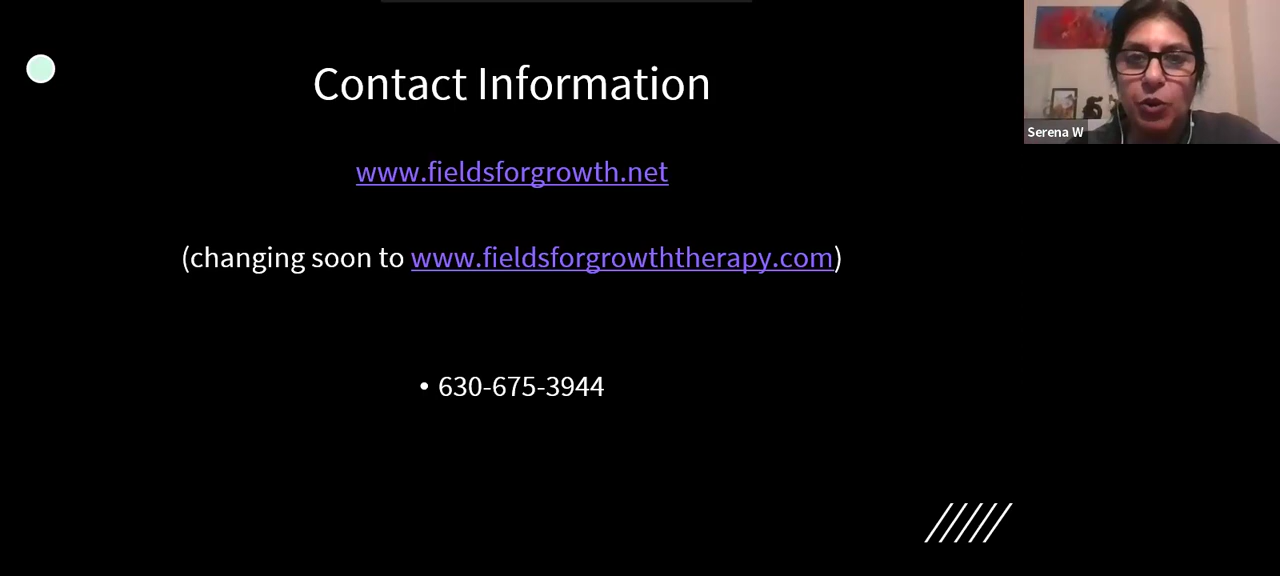 Contact Information
www.fieldsforgrowth.net
(changing soon to www.fieldsforgrowththerapy.com)
• 630-675-3944
Serena W